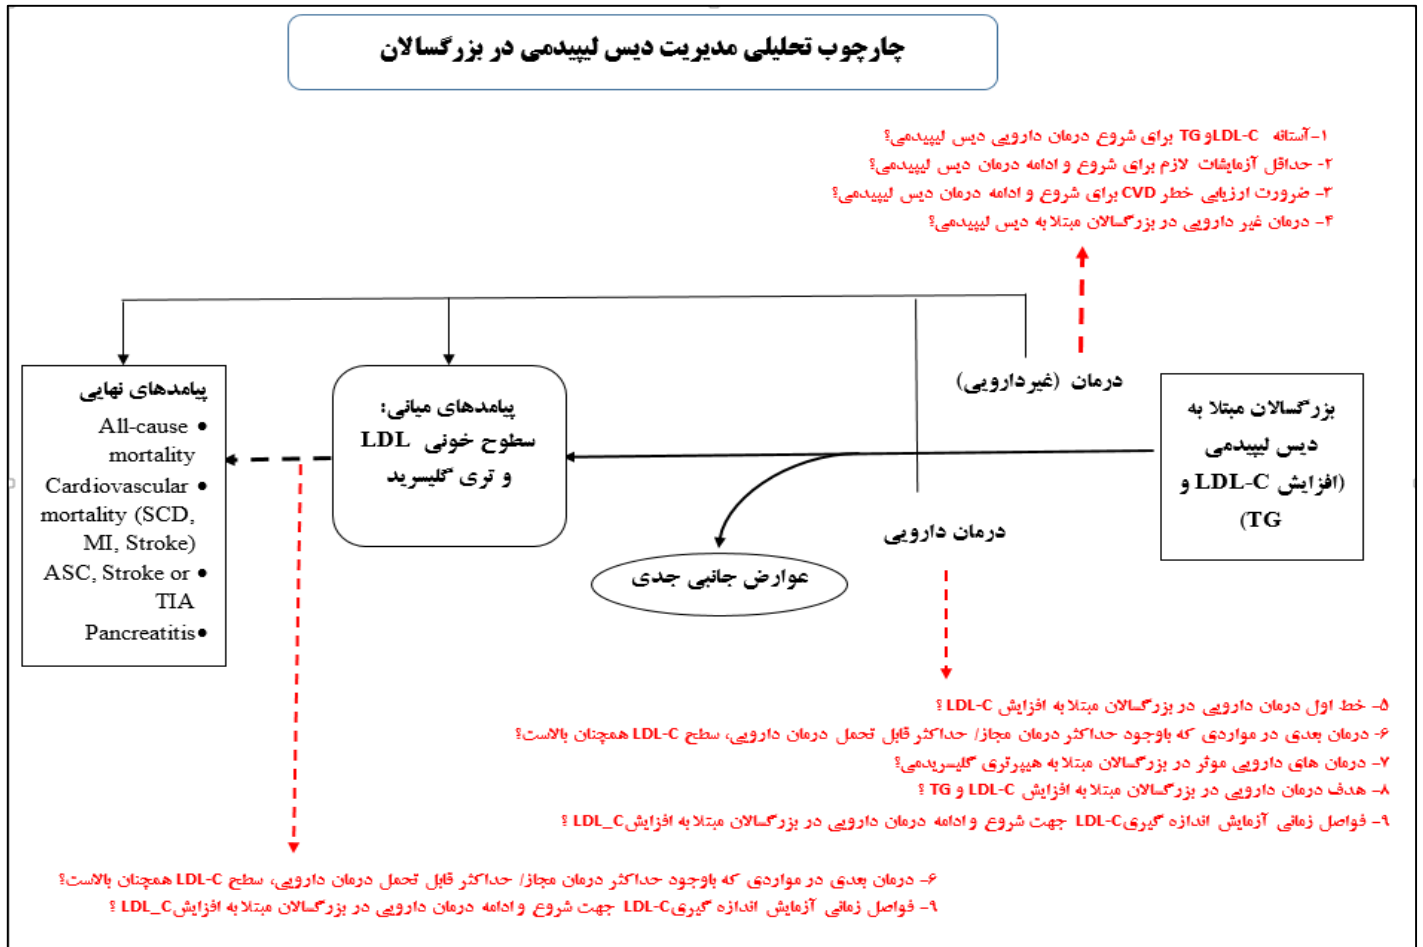 چارچوب تحلیلی مدیریت دیس لیپیدمی در بزرگسالان
۱-آستانه LDL-C و TG برای شروع درمان دارویی دیس لیپیدمی؟
۲- حداقل آزمایشات لازم برای شروع و ادامه درمان دیس لیپیدمی؟
۳- ضرورت ارزیابی خطر CVD برای شروع و ادامه درمان دیس لیپیدمی؟
۴- درمان غیر دارویی در بزرگسالان مبتلا به دیس لیپیدمی؟
بزرگسالان مبتلا به
دیس لیپیدمی
(افزایش LDL-C و
TG)
درمان (غیردارویی)
درمان دارویی
عوارض جانبی جدی
پیامدهای میانی:
سطوح خونی LDL
و تری گلیسرید
پیامدهای نهایی
• All-cause
mortality
• Cardiovascular
mortality (SCD,
MI, Stroke)
• ASC, Stroke or
TIA
• Pancreatitis
۵- خط اول درمان دارویی در بزرگسالان مبتلا به افزایش LDL-C ؟
۶- درمان بعدی در مواردی که باوجود حداکثر درمان مجاز/ حداکثر قابل تحمل درمان دارویی، سطح LDL-C همچنان بالاست؟
۷- درمان های دارویی موثر در بزرگسالان مبتلا به هیپرتری گلیسریدمی؟
۸- هدف درمان دارویی در بزرگسالان مبتلا به افزایش LDL-C و TG ؟
۹- فواصل زمانی آزمایش اندازه گیری LDL-C جهت شروع و ادامه درمان دارویی در بزرگسالان مبتلا به افزایش LDL_C ؟
۶- درمان بعدی در مواردی که باوجود حداکثر درمان مجاز/ حداکثر قابل تحمل درمان دارویی، سطح LDL-C همچنان بالاست؟
۹- فواصل زمانی آزمایش اندازه گیری LDL-C جهت شروع و ادامه درمان دارویی در بزرگسالان مبتلا به افزایش LDL_C ؟